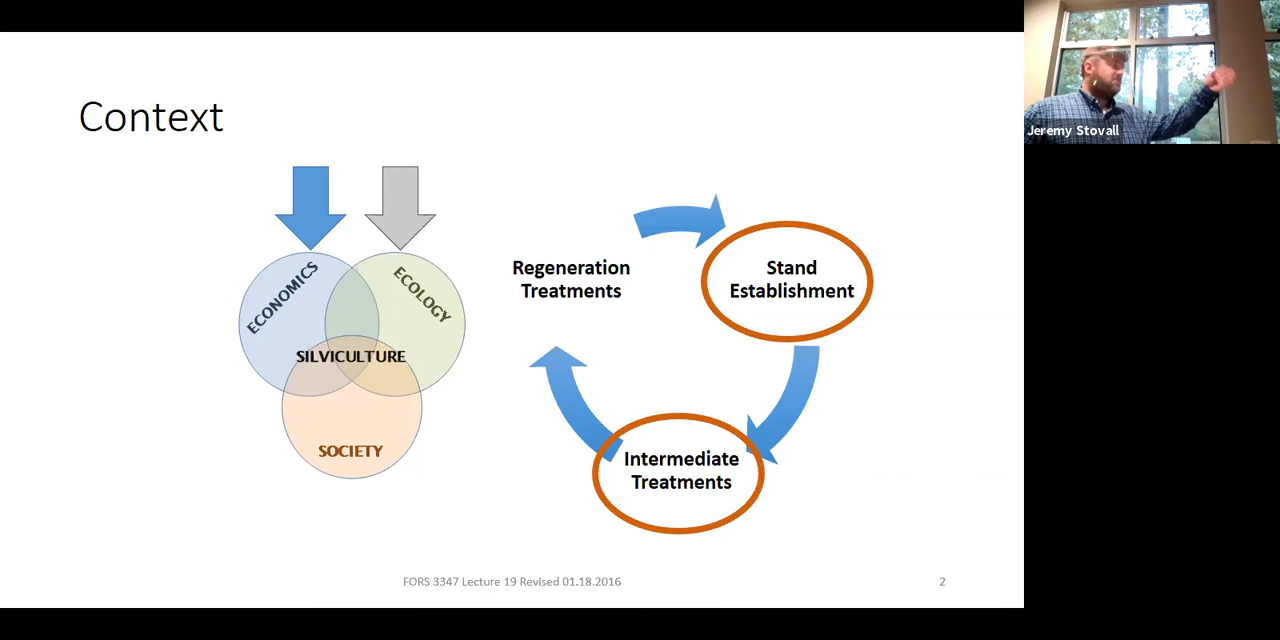 Context
ECONOMICS
ECOLOGY
SILVICULTURE
SOCIETY
Regeneration
Treatments
Stand
Establishment
Intermediate
Treatments
FORS 3347 Lecture 19 Revised 01.18.2016
2
Jeremy Stovall